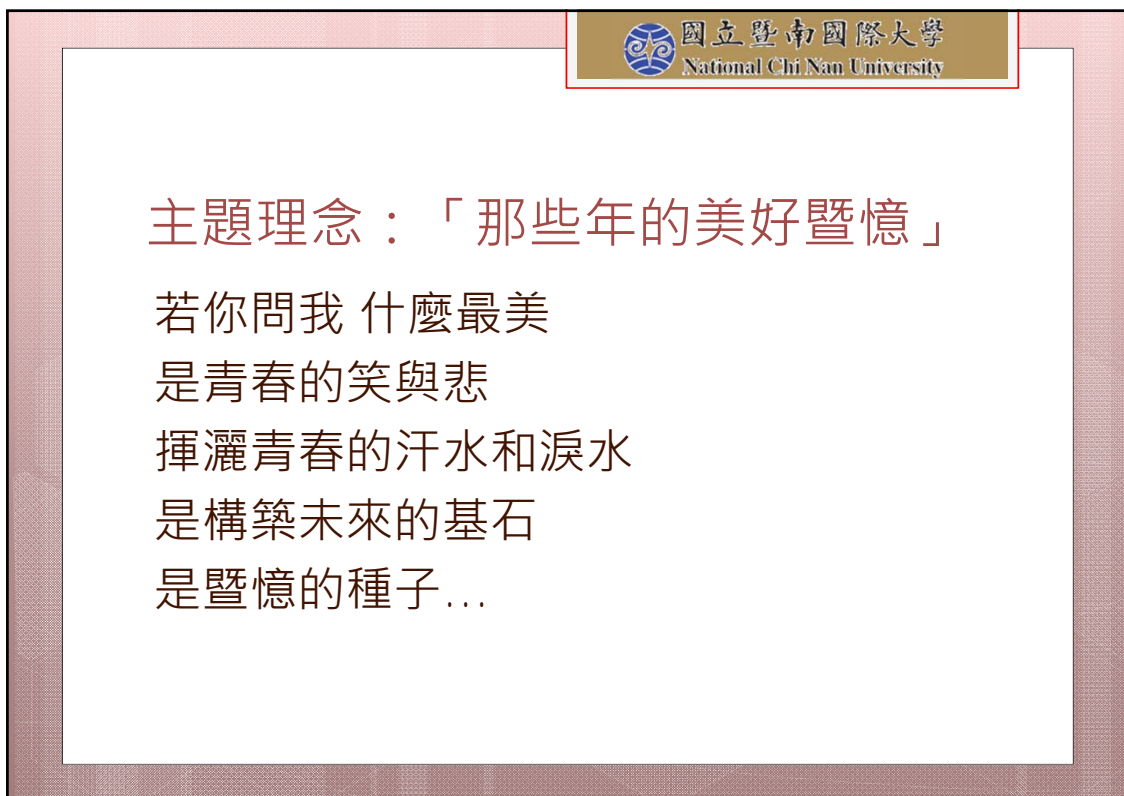 國立暨南國際大學
National Chi Nan University
主題理念：「那些年的美好暨憶」
若你問我 什麼最美
是青春的笑與悲
揮灑青春的汗水和淚水
是構築未來的基石
是暨憶的種子…